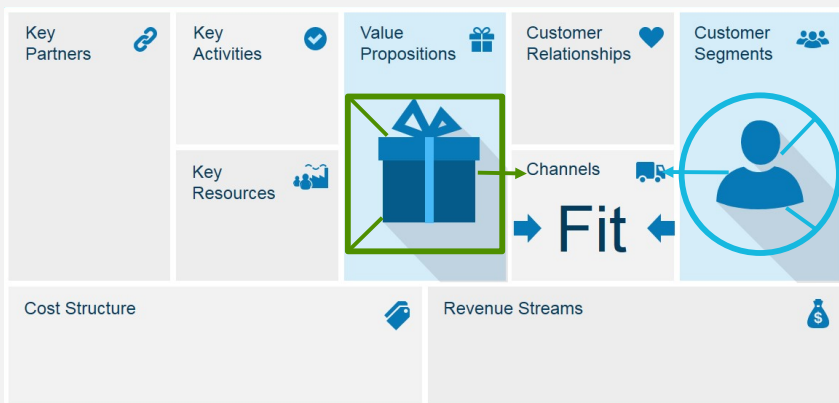 Key
Partners
Key
Activities
Value
Propositions
Customer
Relationships
Customer
Segments
Key
Resources
Channels
Fit
Cost Structure
Revenue Streams
$